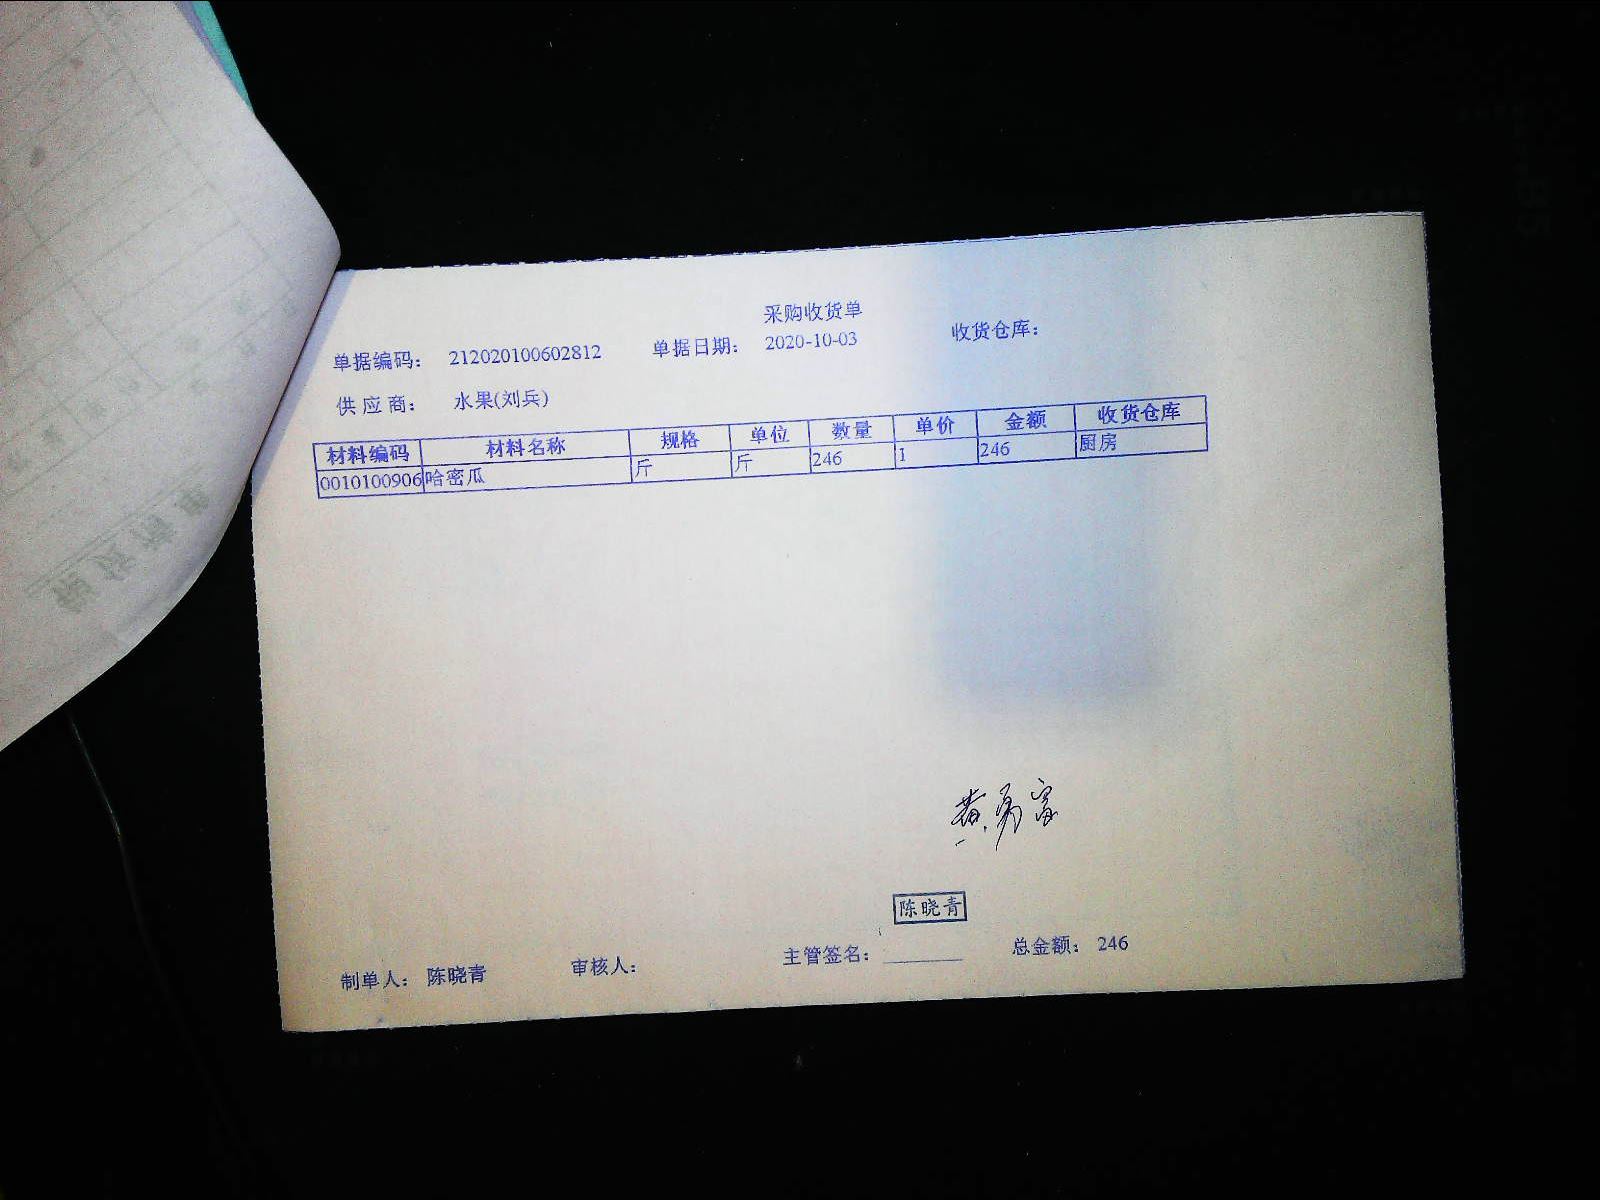 采购收货单
单据编码： 212020100602812 单据日期： 2020-10-03 收货仓库：
供应商： 水果(刘兵)
材料编码 材料名称 规格 单位 数量 单价 金额 收货仓库
0010100906 哈密瓜 斤 斤 246 1 246 厨房
陈晓青
制单人： 陈晓青 审核人： 主管签名： 总金额： 246